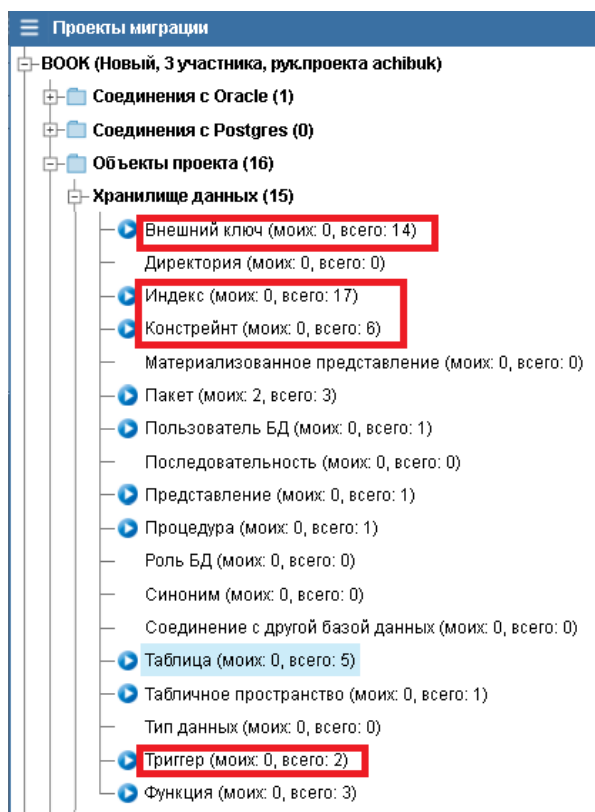 Проекты миграции
BOOK (Новый, 3 участника, рук.проекта achibuk)
Соединения с Oracle (1)
Соединения с Postgres (0)
Объекты проекта (16)
Хранилище данных (15)
Внешний ключ (моих: 0, всего: 14)
Директория (моих: 0, всего: 0)
Индекс (моих: 0, всего: 17)
Констрейнт (моих: 0, всего: 6)
Материализованное представление (моих: 0, всего: 0)
Пакет (моих: 2, всего: 3)
Пользователь БД (моих: 0, всего: 1)
Последовательность (моих: 0, всего: 0)
Представление (моих: 0, всего: 1)
Процедура (моих: 0, всего: 1)
Роль БД (моих: 0, всего: 0)
Синоним (моих: 0, всего: 0)
Соединение с другой базой данных (моих: 0, всего: 0)
Таблица (моих: 0, всего: 5)
Табличное пространство (моих: 0, всего: 1)
Тип данных (моих: 0, всего: 0)
Триггер (моих: 0, всего: 2)
Функция (моих: 0, всего: 3)